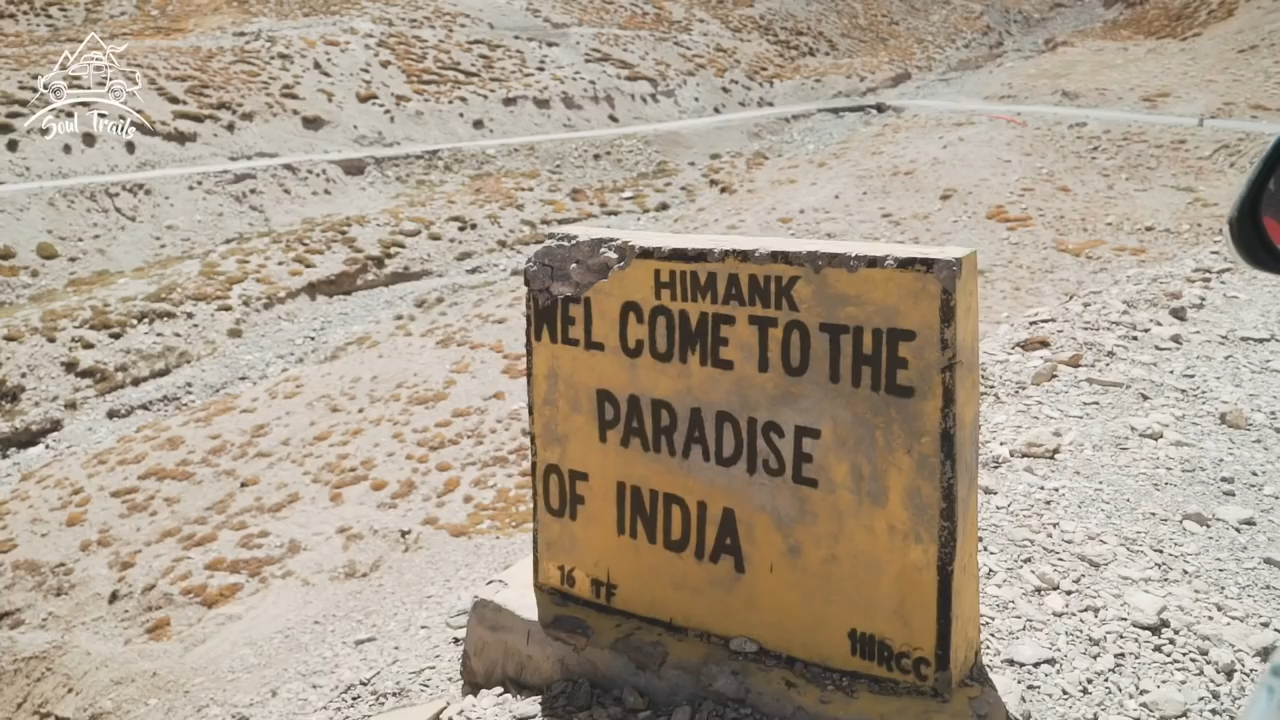 Soul Trails
HIMANK
WEL COME TO THE
PARADISE
OF INDIA
16 TF
111RCC